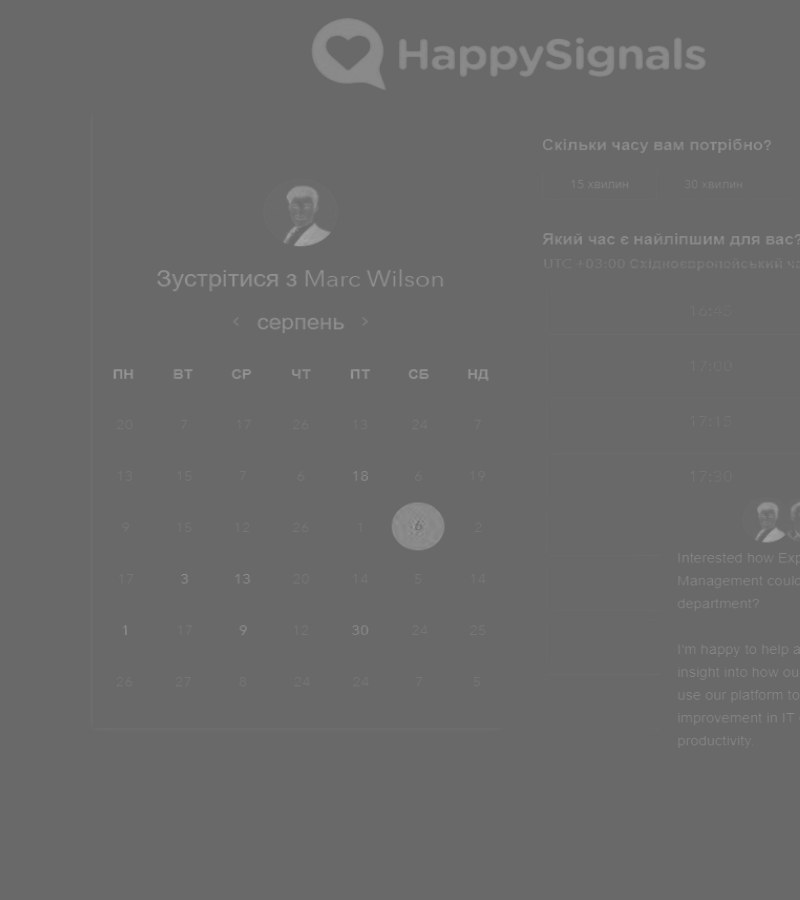 HappySignals
Зустрітися з Marc Wilson
серпень
ПН ВТ СР ЧТ ПТ СБ НД
20 7 17 26 13 24 7
13 15 7 6 18 6 19
9 15 12 26 1 6 2
17 3 13 20 14 5 14
1 17 9 12 30 24 25
26 27 8 24 24 7 5
Скільки часу вам потрібно?
15 хвилин 30 хвилин
Який час є найліпшим для вас?
UTC +03:00 Східноєвропейський
16:45
17:00
17:15
17:30
Interested how
Management could
department?
I'm happy to help
insight into how
use our platform to
improvement in IT
productivity.